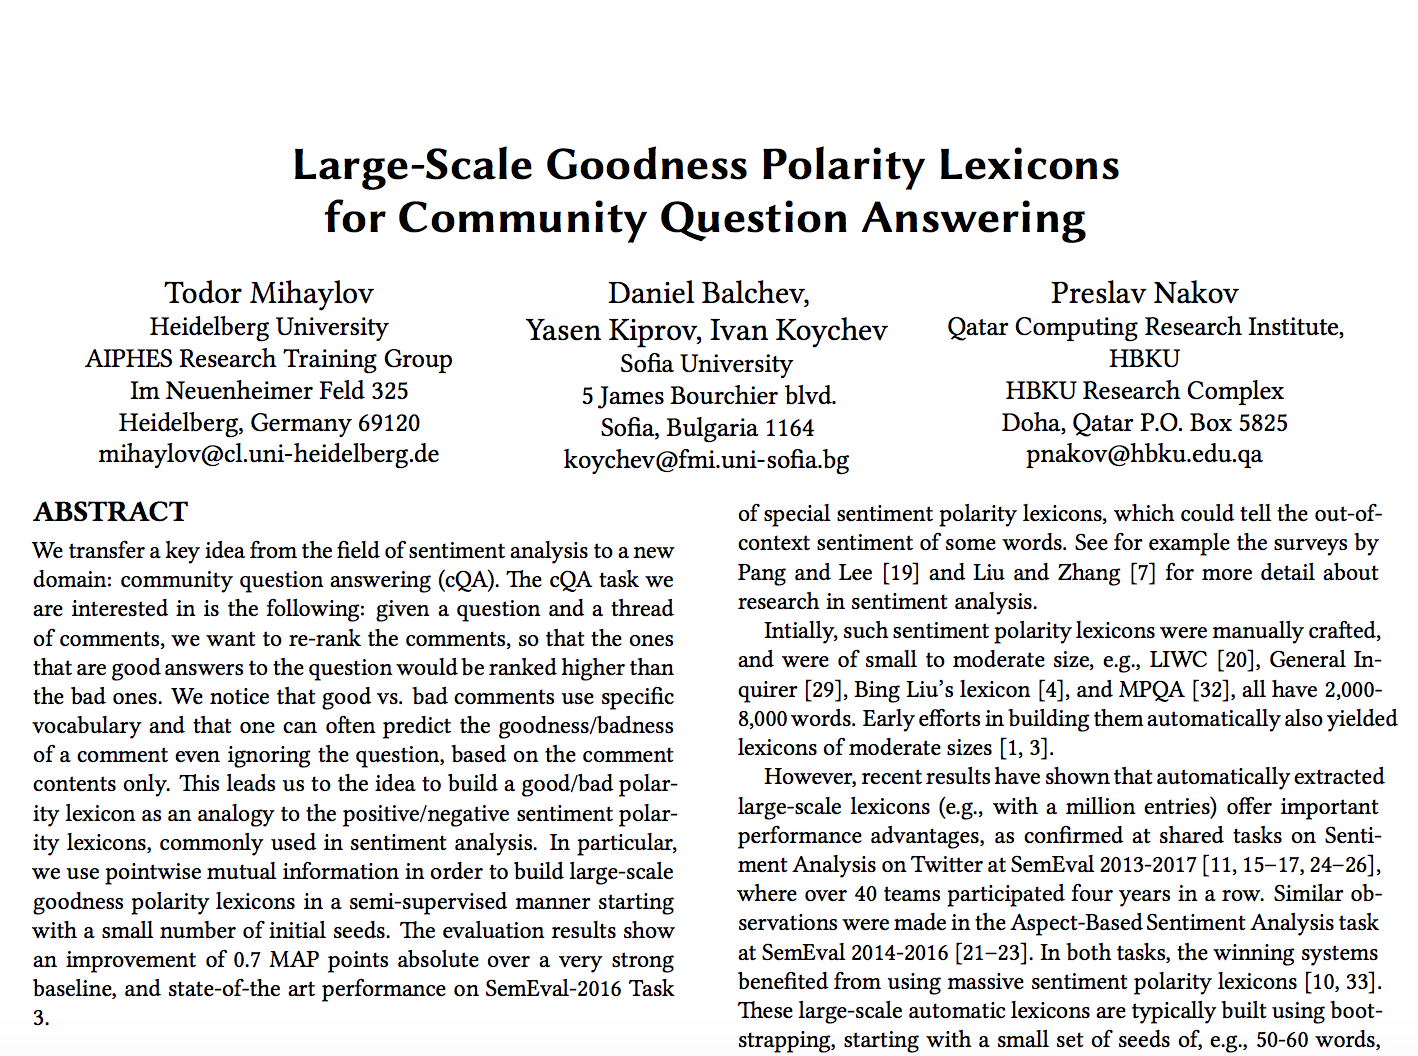 Large-Scale Goodness Polarity Lexicons
for Community Question Answering
Todor Mihaylov
Heidelberg University
AIPHES Research Training Group
Im Neuenheimer Feld 325
Heidelberg, Germany 69120
mihaylov@cl.uni-heidelberg.de
Daniel Balchev,
Yasen Kiprov, Ivan Koychev
Sofia University
5 James Bourchier blvd.
Sofia, Bulgaria 1164
koychev@fmi.uni-sofia.bg
Preslav Nakov
Qatar Computing Research Institute,
HBKU
HBKU Research Complex
Doha, Qatar P.O. Box 5825
pnakov@hbku.edu.qa
ABSTRACT
We transfer a key idea from the field of sentiment analysis to a new
domain: community question answering (cQA). The cQA task we
are interested in is the following: given a question and a thread
of comments, we want to re-rank the comments, so that the ones
that are good answers to the question would be ranked higher than
the bad ones. We notice that good vs. bad comments use specific
vocabulary and that one can often predict the goodness/badness
of a comment even ignoring the question, based on the comment
contents only. This leads us to the idea to build a good/bad polar-
ity lexicon as an analogy to the positive/negative sentiment polar-
ity lexicons, commonly used in sentiment analysis. In particular,
we use pointwise mutual information in order to build large-scale
goodness polarity lexicons in a semi-supervised manner starting
with a small number of initial seeds. The evaluation results show
an improvement of 0.7 MAP points absolute over a very strong
baseline, and state-of-the art performance on SemEval-2016 Task
3.
of special sentiment polarity lexicons, which could tell the out-of-
context sentiment of some words. See for example the surveys by
Pang and Lee [19] and Liu and Zhang [7] for more detail about
research in sentiment analysis.
Intially, such sentiment polarity lexicons were manually crafted,
and were of small to moderate size, e.g., LIWC [20], General In-
quirer [29], Bing Liu's lexicon [4], and MPQA [32], all have 2,000-
8,000 words. Early efforts in building them automatically also yielded
lexicons of moderate sizes [1, 3].
However, recent results have shown that automatically extracted
large-scale lexicons (e.g., with a million entries) offer important
performance advantages, as confirmed at shared tasks on Senti-
ment Analysis on Twitter at SemEval 2013-2017 [11, 15–17, 24–26],
where over 40 teams participated four years in a row. Similar ob-
servations were made in the Aspect-Based Sentiment Analysis task
at SemEval 2014-2016 [21–23]. In both tasks, the winning systems
benefited from using massive sentiment polarity lexicons [10, 33].
These large-scale automatic lexicons are typically built using boot-
strapping, starting with a small set of seeds of, e.g., 50-60 words,